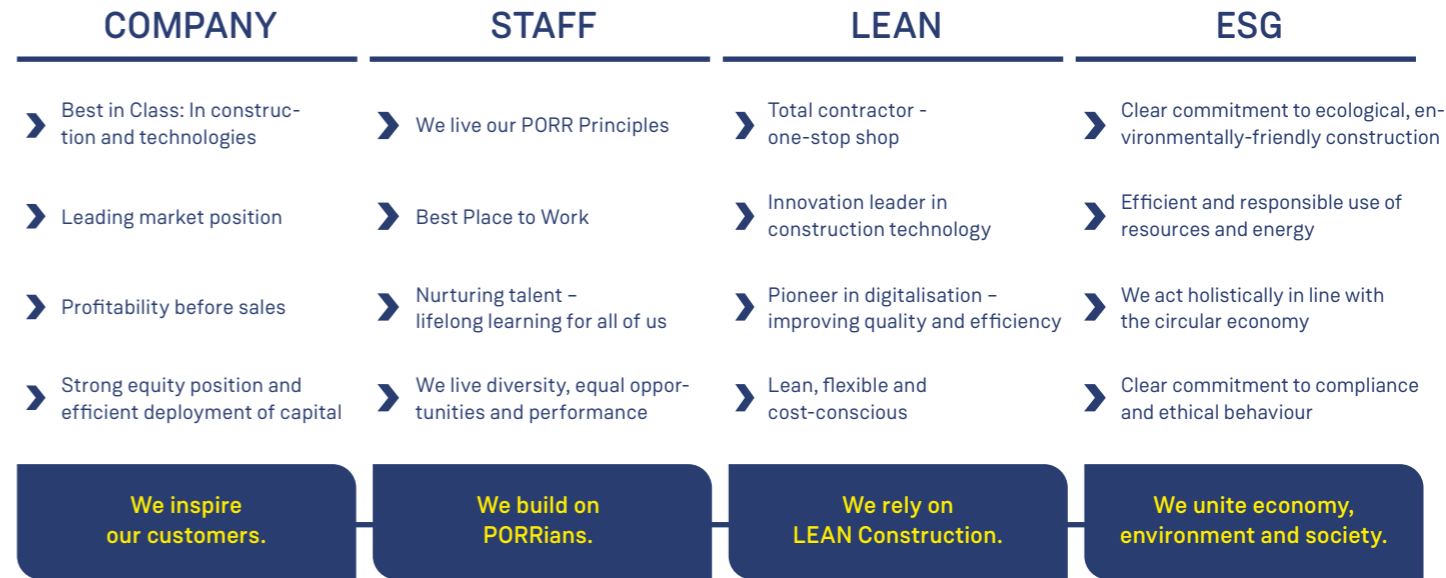 COMPANY
Best in Class: In construc-
tion and technologies
Leading market position
Profitability before sales
Strong equity position and
efficient deployment of capital
We inspire
our customers.
STAFF
We live our PORR Principles
Best Place to Work
Nurturing talent –
lifelong learning for all of us
We live diversity, equal oppor-
tunities and performance
We build on
PORRians.
LEAN
Total contractor -
one-stop shop
Innovation leader in
construction technology
Pioneer in digitalisation –
improving quality and efficiency
Lean, flexible and
cost-conscious
We rely on
LEAN Construction.
ESG
Clear commitment to ecological, en-
vironmentally-friendly construction
Efficient and responsible use of
resources and energy
We act holistically in line with
the circular economy
Clear commitment to compliance
and ethical behaviour
We unite economy,
environment and society.